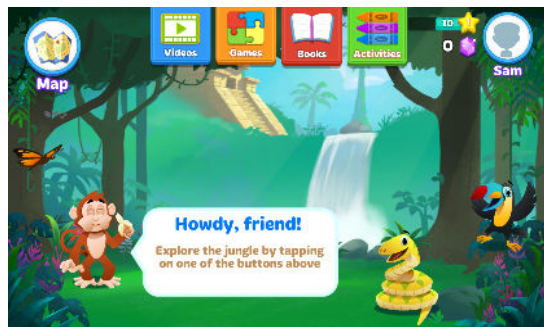 Videos
Games
Books
Activities
10
0
Map
Sam
Howdy, friend!
Explore the jungle by tapping
on one of the buttons above